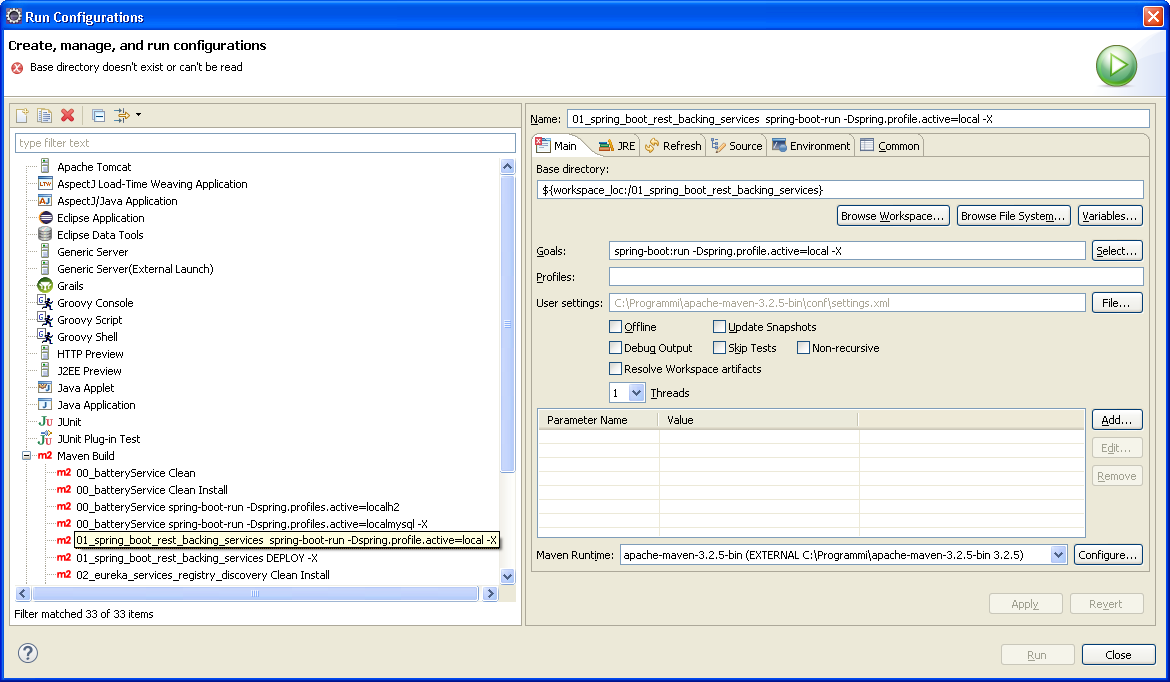 Run Configurations
Create, manage, and run configurations
Base directory doesn't exist or can't be read
type filter text
Apache Tomcat
AspectJ Load-Time Weaving Application
AspectJ/Java Application
Eclipse Application
Eclipse Data Tools
Generic Server
Generic Server(External Launch)
Grails
Groovy Console
Groovy Script
Groovy Shell
HTTP Preview
J2EE Preview
Java Applet
Java Application
JUnit
JUnit Plug-in Test
m2 Maven Build
m2 00_batteryService Clean
m2 00_batteryService Clean Install
m2 00_batteryService spring-boot-run -Dspring.profiles.active=localh2
m2 00_batteryService spring-boot-run -Dspring.profiles.active=localmysql -X
m2 01_spring_boot_rest_backing_services  spring-boot-run -Dspring.profile.active=local -X
m2 01_spring_boot_rest_backing_services DEPLOY -X
m2 02_eureka_services_registry_discovery Clean Install
Filter matched 33 of 33 items
Name: 01_spring_boot_rest_backing_services  spring-boot-run -Dspring.profile.active=local -X
Main JRE Refresh Source Environment Common
Base directory:
${workspace_loc:/01_spring_boot_rest_backing_services}
Browse Workspace... Browse File System... Variables...
Goals: spring-boot:run -Dspring.profile.active=local -X Select...
Profiles:
User settings: C:\Programmi\apache-maven-3.2.5-bin\conf\settings.xml File...
Offline Update Snapshots
Debug Output Skip Tests Non-recursive
Resolve Workspace artifacts
1 Threads
Parameter Name Value Add...
Edit...
Remove
Maven Runtime: apache-maven-3.2.5-bin (EXTERNAL C:\Programmi\apache-maven-3.2.5-bin 3.2.5) Configure...
Apply Revert
? Run Close